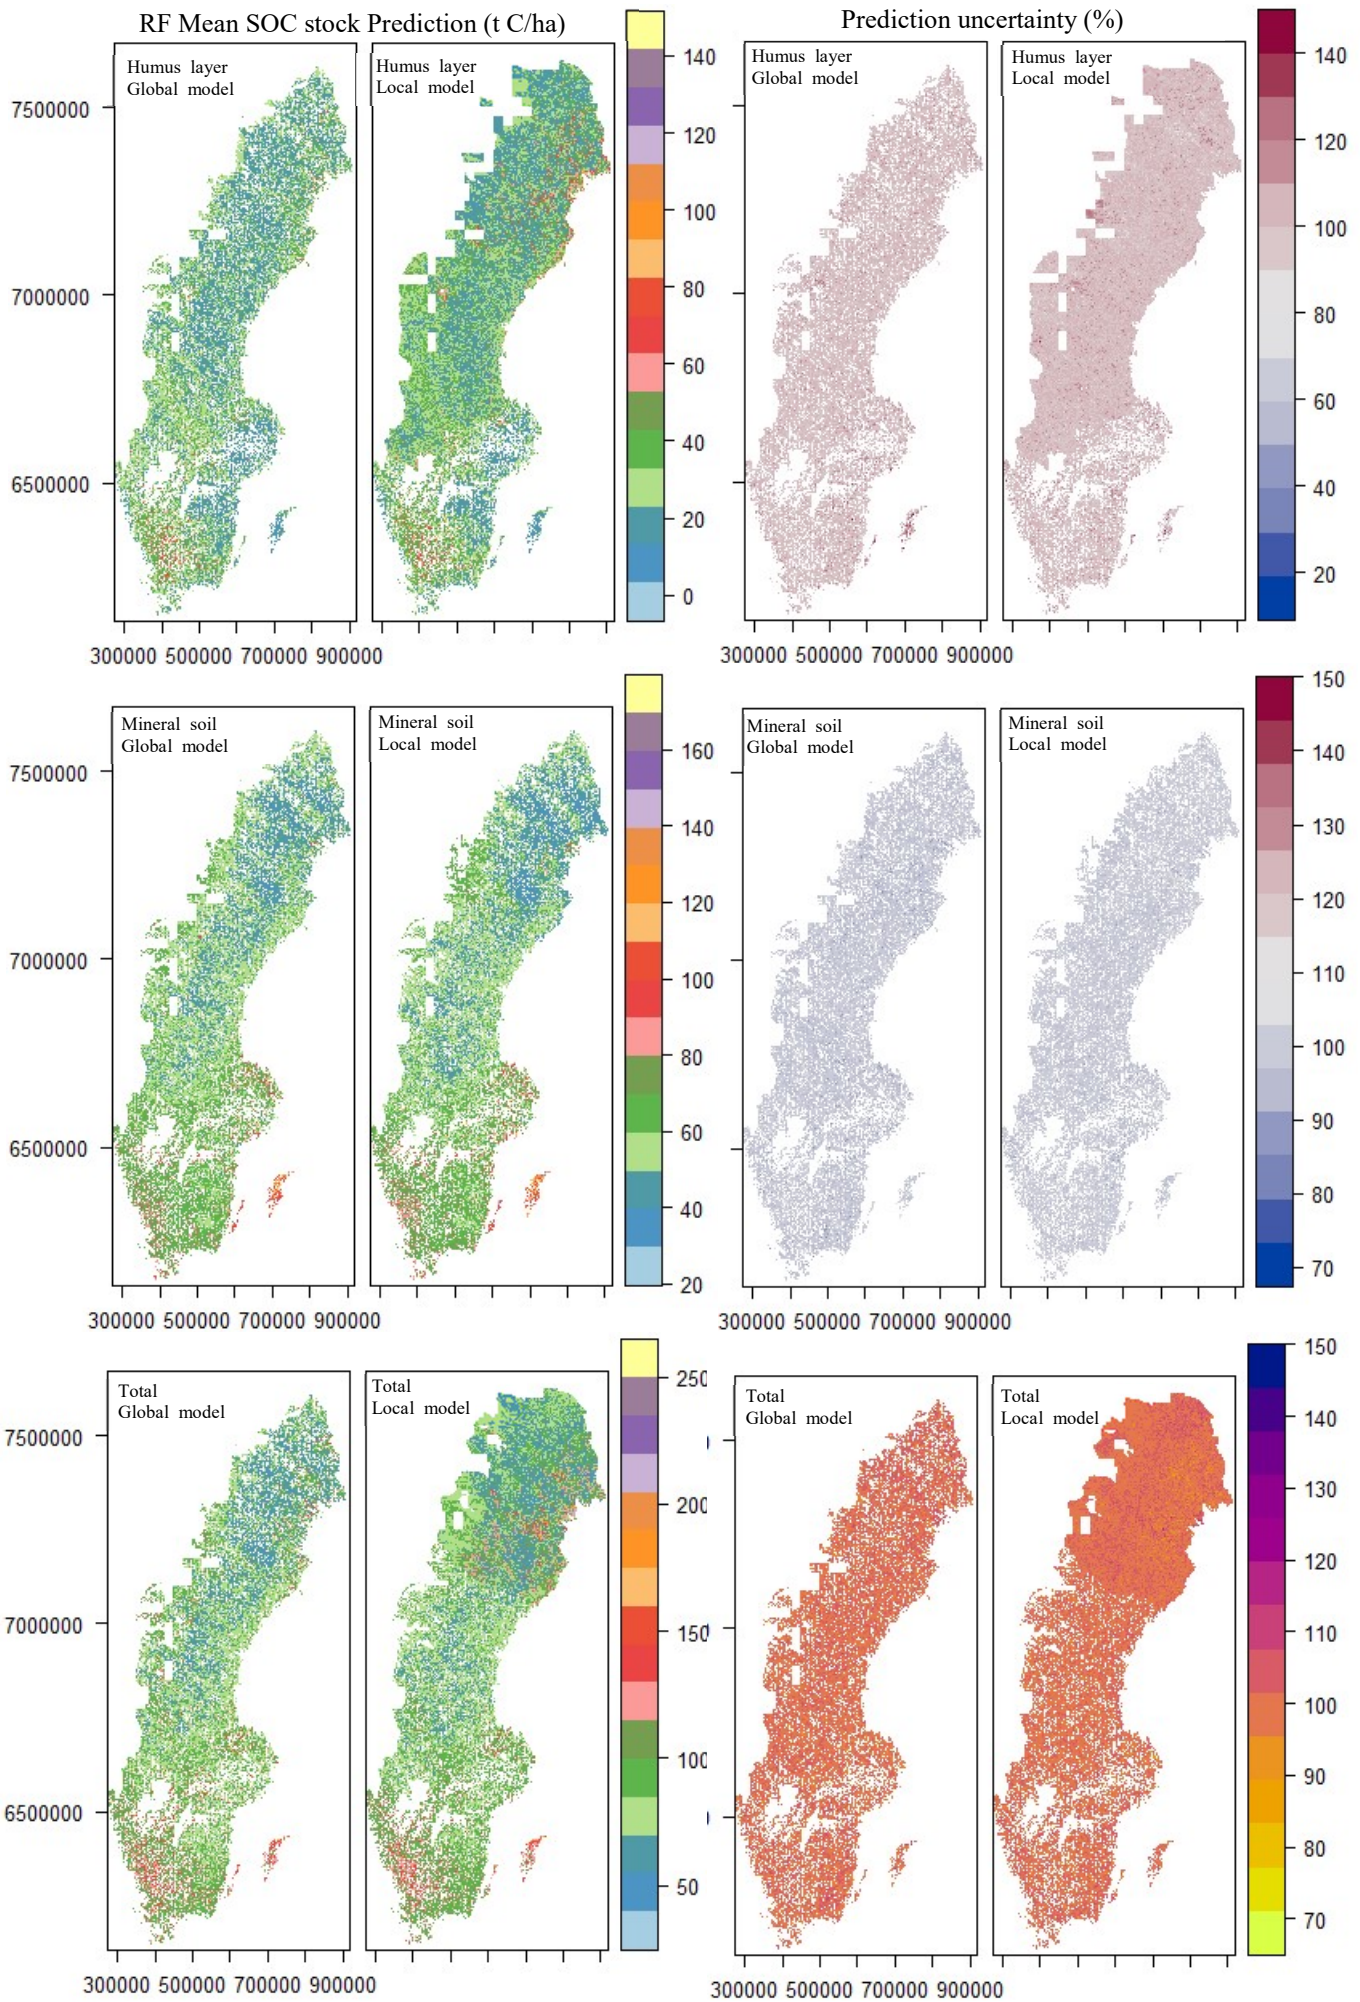 RF Mean SOC stock Prediction (t C/ha)
Prediction uncertainty (%)
Humus layer
Global model
Humus layer
Local model
7500000
7000000
6500000
300000 500000 700000 900000
140
120
100
80
60
40
20
0
Humus layer
Global model
Humus layer
Local model
300000 500000 700000 900000
140
120
100
80
60
40
20
Mineral soil
Global model
Mineral soil
Local model
7500000
7000000
6500000
300000 500000 700000 900000
160
140
120
100
80
60
40
20
Mineral soil
Global model
Mineral soil
Local model
300000 500000 700000 900000
150
140
130
120
110
100
90
80
70
Total
Global model
Total
Local model
7500000
7000000
6500000
300000 500000 700000 900000
250
200
150
100
50
Total
Global model
Total
Local model
300000 500000 700000 900000
150
140
130
120
110
100
90
80
70